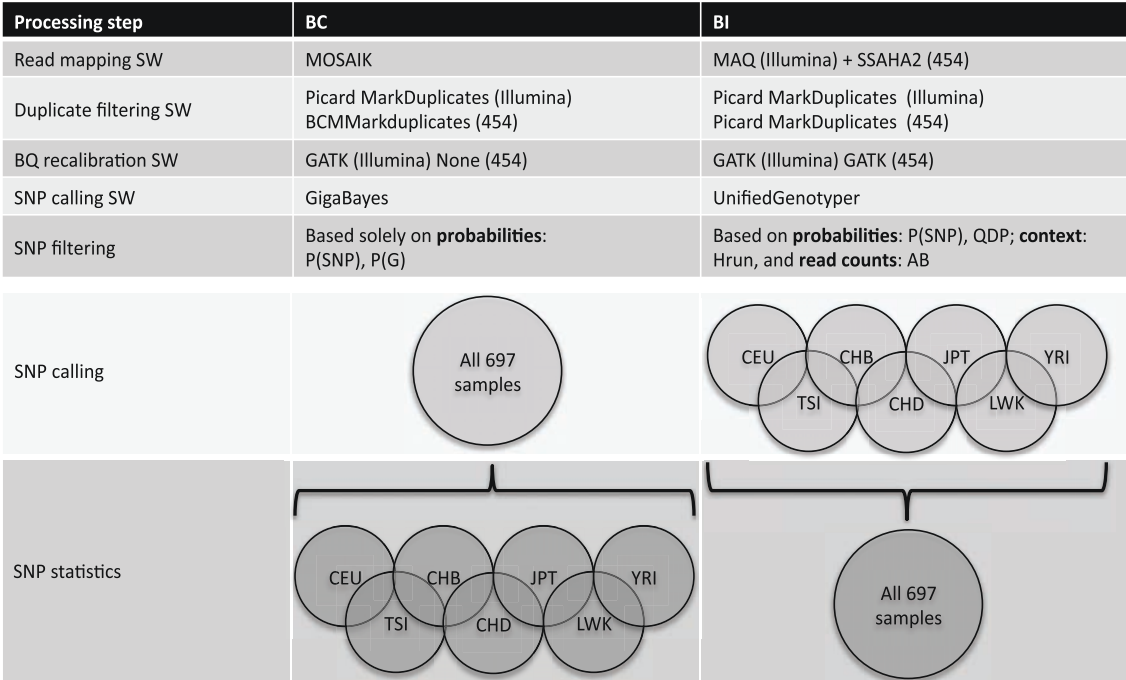 Processing step BC BI
Read mapping SW MOSAIK MAQ (Illumina) + SSAHA2 (454)
Duplicate filtering SW
Picard MarkDuplicates (Illumina)
BCMMarkduplicates (454)
Picard MarkDuplicates (Illumina)
Picard MarkDuplicates (454)
BQ recalibration SW GATK (Illumina) None (454) GATK (Illumina) GATK (454)
SNP calling SW GigaBayes UnifiedGenotyper
SNP filtering
Based solely on probabilities:
P(SNP), P(G)
Based on probabilities: P(SNP), QDP; context:
Hrun, and read counts: AB
SNP calling
All 697
samples
CEU CHB JPT YRI
TSI CHD LWK
SNP statistics
CEU CHB JPT YRI
TSI CHD LWK
All 697
samples